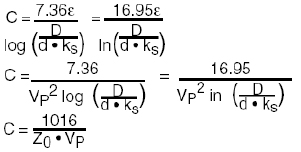 C = 7.36ε / log (D / d • ks) = 16.95ε / ln (D / d • ks)
C = 7.36 / VP² log (D / d • ks) = 16.95 / VP² in (D / d • ks)
C = 1016 / Z0 • VP